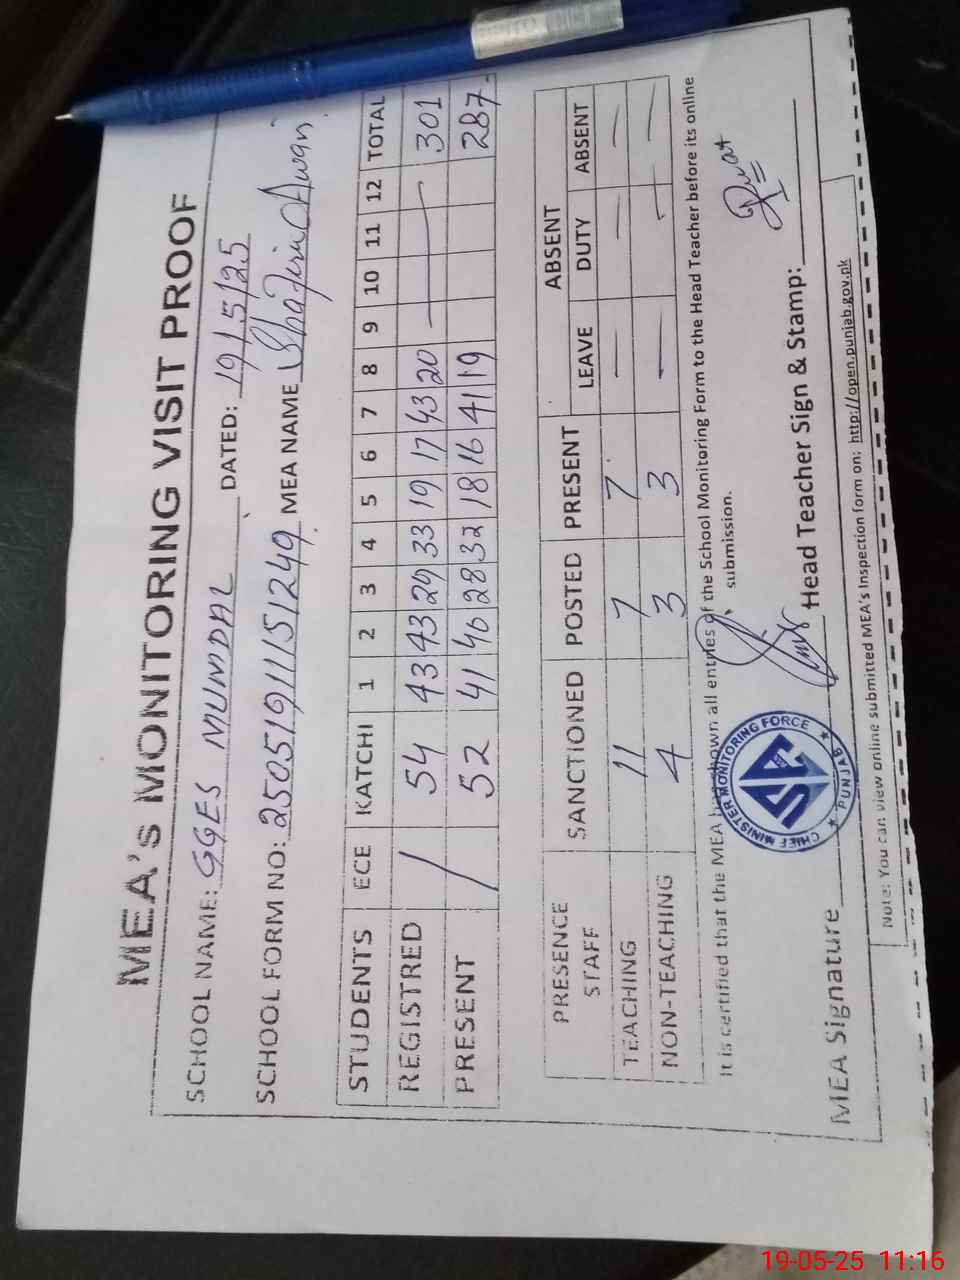 MEA's MONITORING VISIT PROOF
SCHOOL NAME: GGES MUNDAL DATED: 19/5/25
SCHOOL FORM NO: 25051911151249 MEA NAME Awan
STUDENTS ECE KATCHI 1 2 3 4 5 6 7 8 9 10 11 12 TOTAL
REGISTRED / 54 43 43 29 33 19 17 43 20 — — 301
PRESENT / 52 41 40 28 32 18 16 41 19 287
PRESENCE STAFF SANCTIONED POSTED PRESENT ABSENT
LEAVE DUTY ABSENT
TEACHING 11 7 7 — — —
NON-TEACHING 4 3 3 — — —
It is certified that the MEA has shown all entries of the School Monitoring Form to the Head Teacher before its online
submission.
CHIEF MINISTER MONITORING FORCE
★ PUNJAB ★
MEA Signature Head Teacher Sign & Stamp:
Note: You can view online submitted MEA's Inspection form on: http://open.punjab.gov.pk
19-05-25 11:16